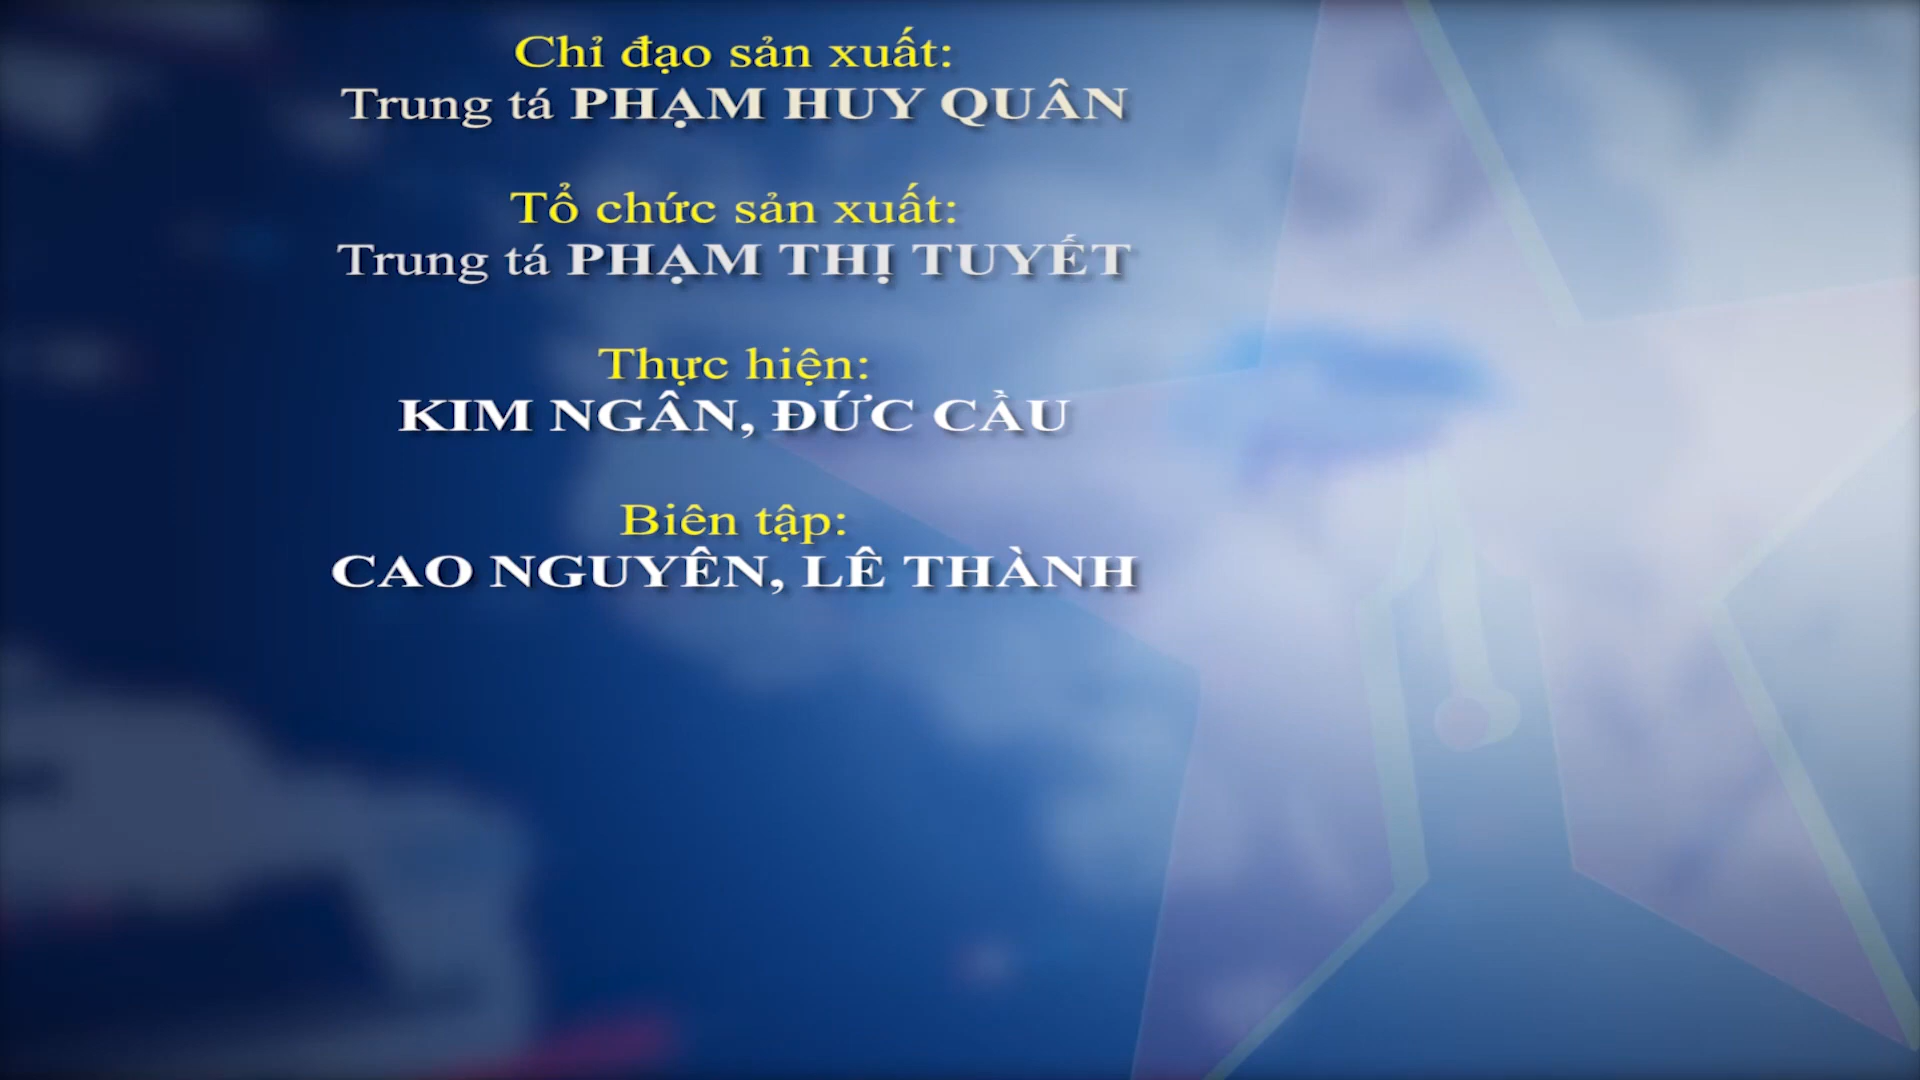 Chỉ đạo sản xuất:
Trung tá PHẠM HUY QUÂN
Tổ chức sản xuất:
Trung tá PHẠM THỊ TUYẾT
Thực hiện:
KIM NGÂN, ĐỨC CẦU
Biên tập:
CAO NGUYÊN, LÊ THÀNH